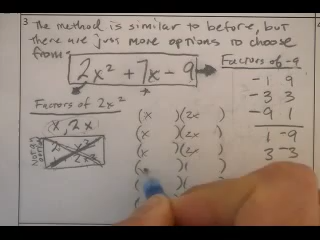 3 The method is similar to before, but
there are just more options to choose
from:
2x² + 7x - 9
Factors of -9
-1 9
-3 3
-9 1
1 -9
3 -3
Factors of 2x²
x, 2x
(x )(2x )
(x )(2x )
(x )(2x )
( )( )
( )(
(